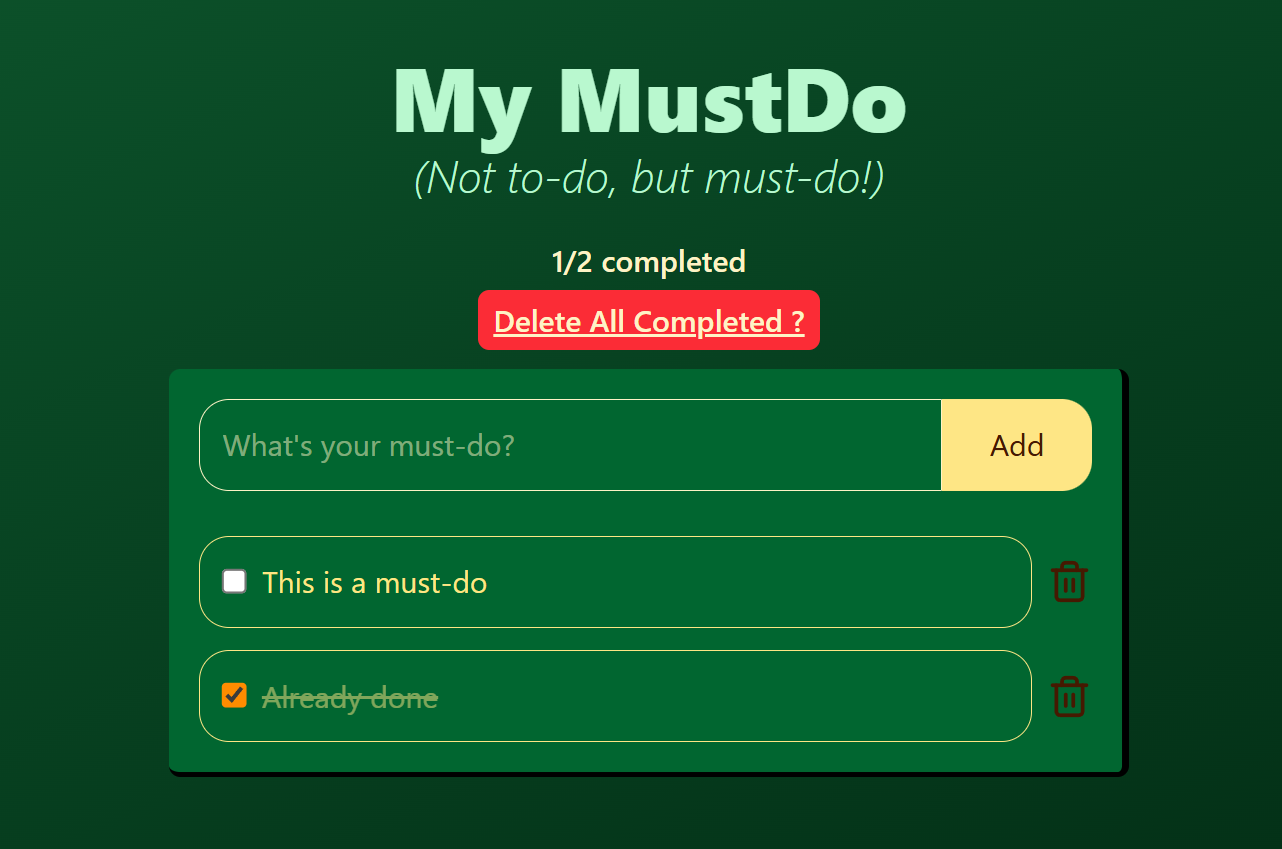 My MustDo
(Not to-do, but must-do!)
1/2 completed
Delete All Completed ?
What's your must-do?
Add
This is a must-do
Already done